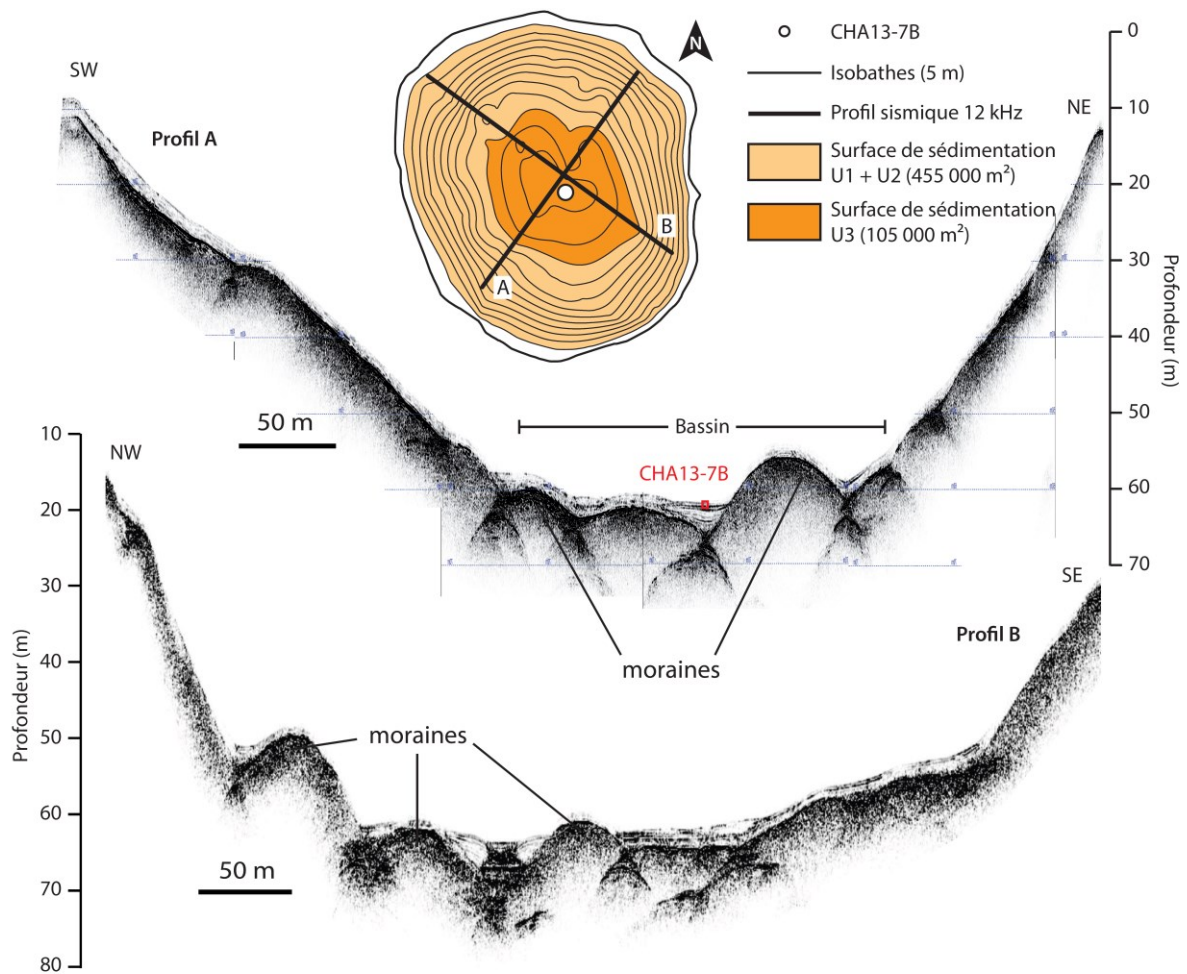 SW
Profil A
N
B
A
CHA13-7B
Isobathes (5 m)
Profil sismique 12 kHz
Surface de sédimentation
U1 + U2 (455 000 m²)
Surface de sédimentation
U3 (105 000 m²)
NE
0
10
20
30
40
50
60
70
Profondeur (m)
50 m
Bassin
CHA13-7B
moraines
NW
10
20
30
40
50
60
70
80
Profondeur (m)
SE
Profil B
moraines
50 m